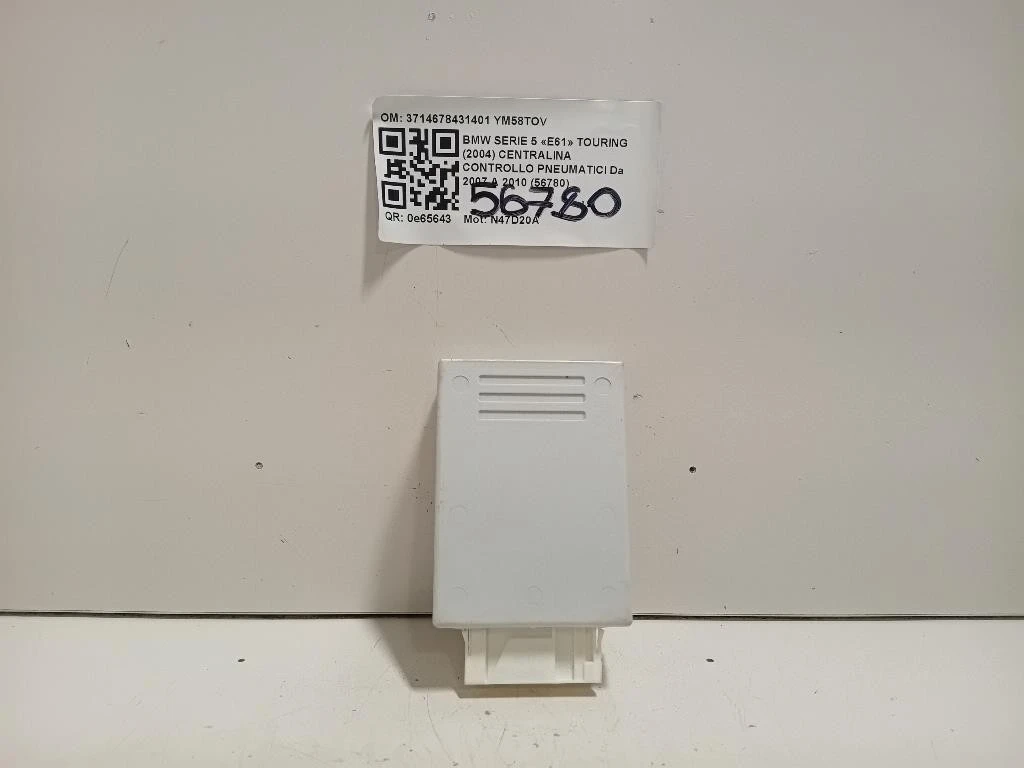 OM: 3714678431401 YM58TOV
BMW SERIE 5 «E61» TOURING
(2004) CENTRALINA
CONTROLLO PNEUMATICI Da
2007 A 2010 (56780)
56780
QR: 0e65643 Mot: N47D20A